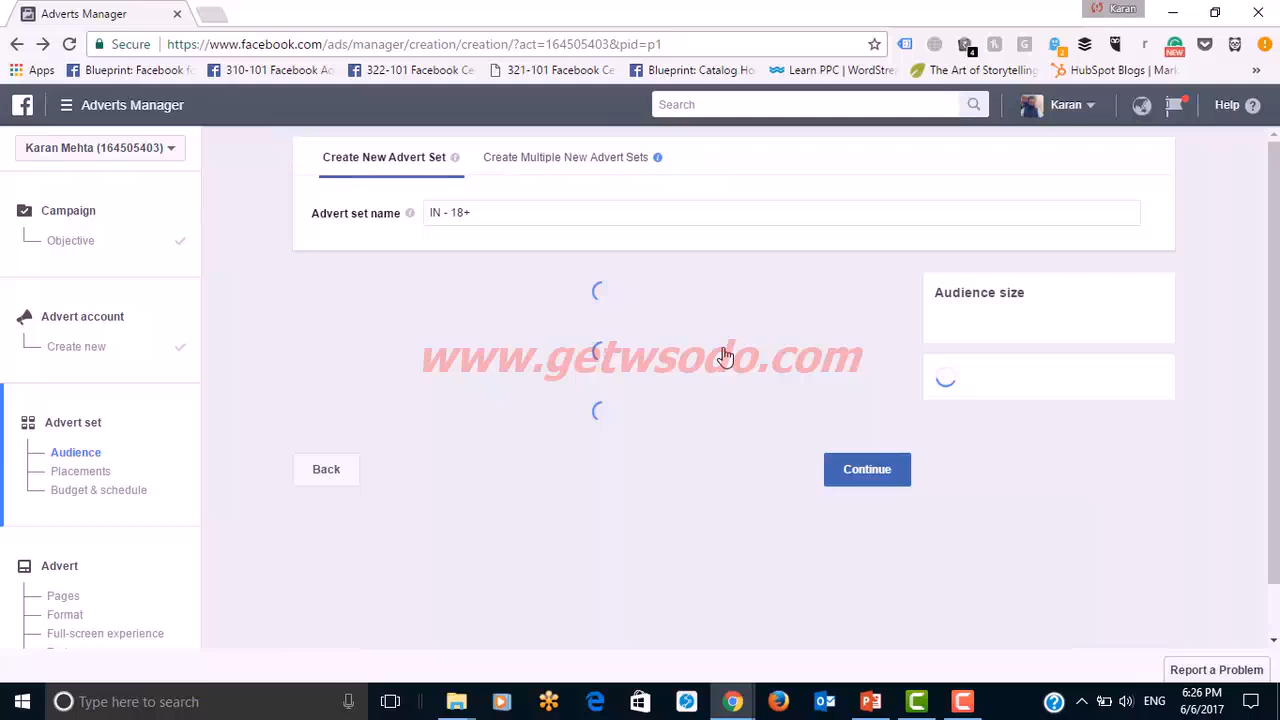 Adverts Manager
Karan
Secure https://www.facebook.com/ads/manager/creation/creation/?act=164505403&pid=p1
Apps Blueprint: Facebook fo 310-101 Facebook Ad 322-101 Facebook Ce 321-101 Facebook Ce Blueprint: Catalog Ho Learn PPC | WordStre The Art of Storytelling HubSpot Blogs | Mark
4 2 NEW
Adverts Manager Search Karan Help
Karan Mehta (164505403)
Create New Advert Set Create Multiple New Advert Sets
Advert set name IN - 18+
Campaign
Objective
Advert account
Create new
Advert set
Audience
Placements
Budget & schedule
Advert
Pages
Format
Full-screen experience
Audience size
www.getwsodo.com
Back Continue
Report a Problem
Type here to search
ENG
6:26 PM
6/6/2017